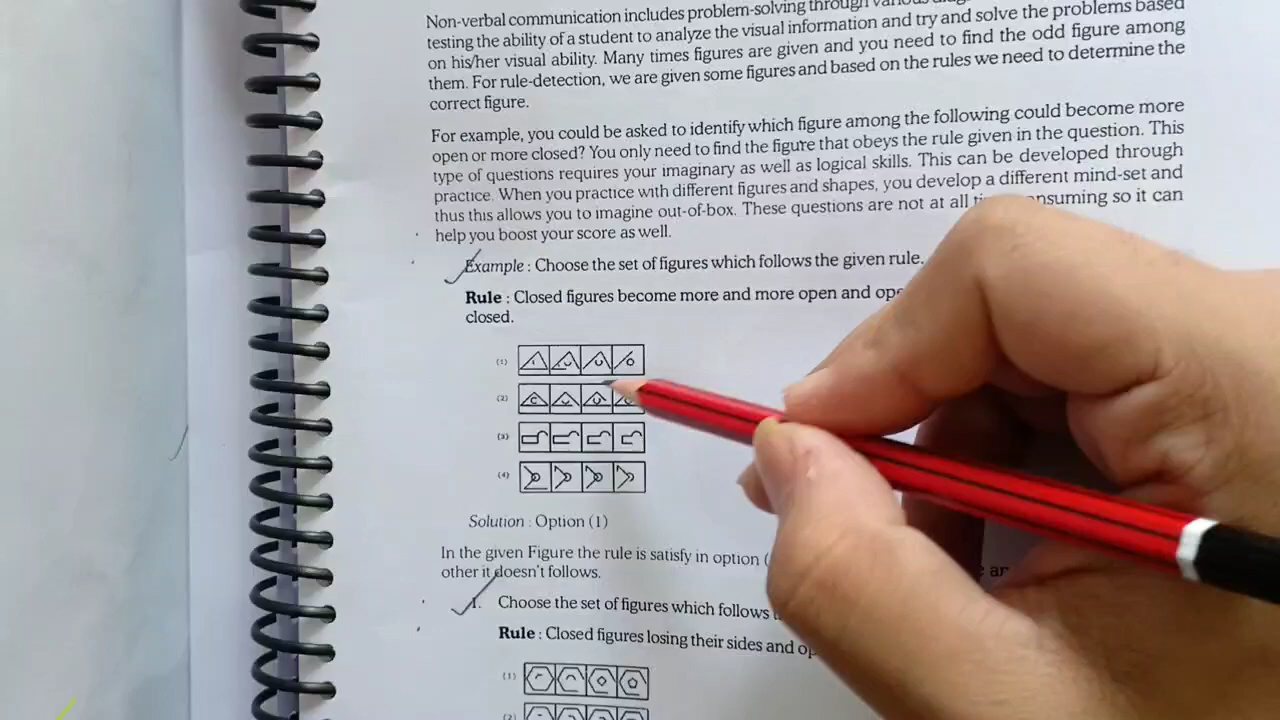 Non-verbal communication includes problem-solving through various
testing the ability of a student to analyze the visual information and try and solve the problems based
on his/her visual ability. Many times figures are given and you need to find the odd figure among
them. For rule-detection, we are given some figures and based on the rules we need to determine the
correct figure.
For example, you could be asked to identify which figure among the following could become more
open or more closed? You only need to find the figure that obeys the rule given in the question. This
type of questions requires your imaginary as well as logical skills. This can be developed through
practice. When you practice with different figures and shapes, you develop a different mind-set and
thus this allows you to imagine out-of-box. These questions are not at all consuming so it can
help you boost your score as well.
Example : Choose the set of figures which follows the given rule.
Rule : Closed figures become more and more open and
closed.
(1)
(2)
(3)
(4)
Solution : Option (1)
In the given Figure the rule is satisfy in option
other it doesn't follows.
1. Choose the set of figures which follows
Rule : Closed figures losing their sides and
(1)
(2)